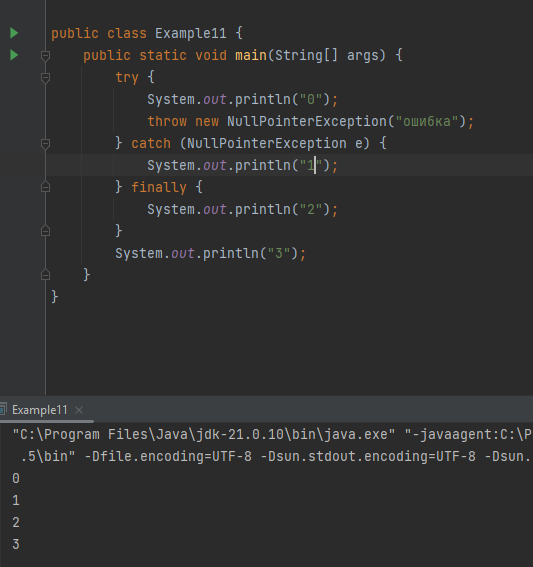 public class Example11 {
public static void main(String[] args) {
try {
System.out.println("0");
throw new NullPointerException("ошибка");
} catch (NullPointerException e) {
System.out.println("1");
} finally {
System.out.println("2");
}
System.out.println("3");
}
}
Example11 ×
"C:\Program Files\Java\jdk-21.0.10\bin\java.exe" "-javaagent:C:\P
.5\bin" -Dfile.encoding=UTF-8 -Dsun.stdout.encoding=UTF-8 -Dsun.
0
1
2
3